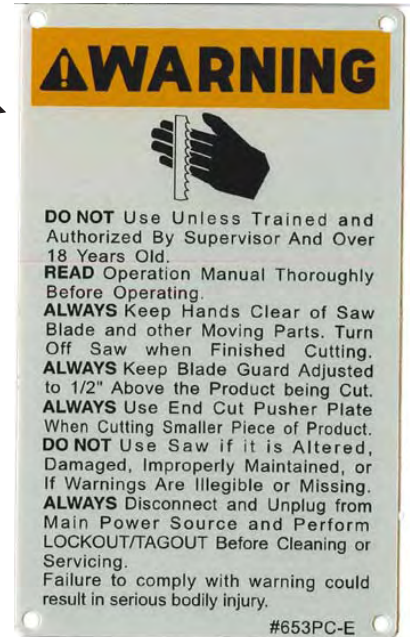 WARNING
DO NOT Use Unless Trained and
Authorized By Supervisor And Over
18 Years Old.
READ Operation Manual Thoroughly
Before Operating.
ALWAYS Keep Hands Clear of Saw
Blade and other Moving Parts. Turn
Off Saw when Finished Cutting.
ALWAYS Keep Blade Guard Adjusted
to 1/2" Above the Product being Cut.
ALWAYS Use End Cut Pusher Plate
When Cutting Smaller Piece of Product.
DO NOT Use Saw if it is Altered,
Damaged, Improperly Maintained, or
If Warnings Are Illegible or Missing.
ALWAYS Disconnect and Unplug from
Main Power Source and Perform
LOCKOUT/TAGOUT Before Cleaning or
Servicing.
Failure to comply with warning could
result in serious bodily injury.
#653PC-E